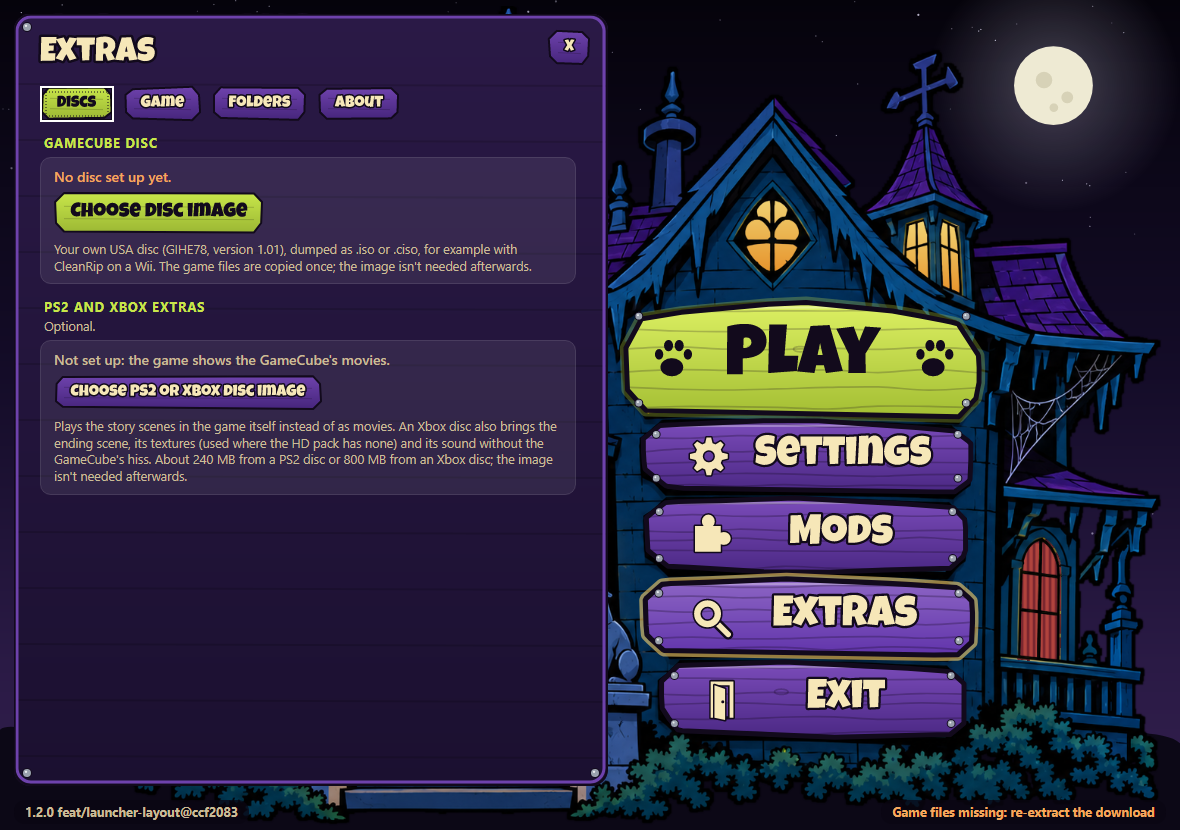 EXTRAS
X
DISCS
GAME
FOLDERS
ABOUT
GAMECUBE DISC
No disc set up yet.
CHOOSE DISC IMAGE
Your own USA disc (GIHE78, version 1.01), dumped as .iso or .ciso, for example with
CleanRip on a Wii. The game files are copied once; the image isn't needed afterwards.
PS2 AND XBOX EXTRAS
Optional.
Not set up: the game shows the GameCube's movies.
CHOOSE PS2 OR XBOX DISC IMAGE
Plays the story scenes in the game itself instead of as movies. An Xbox disc also brings the
ending scene, its textures (used where the HD pack has none) and its sound without the
GameCube's hiss. About 240 MB from a PS2 disc or 800 MB from an Xbox disc; the image
isn't needed afterwards.
PLAY
SETTINGS
MODS
EXTRAS
EXIT
1.2.0 feat/launcher-layout@ccf2083
Game files missing: re-extract the download